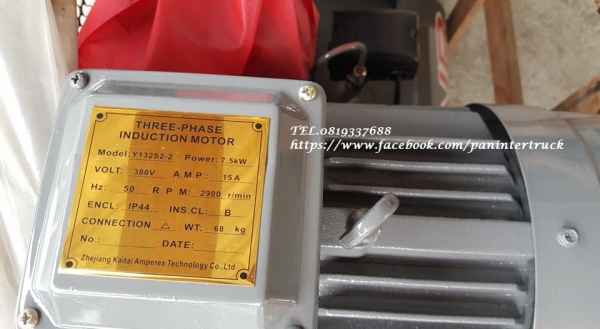 THREE-PHASE
INDUCTION MOTOR
Model: Y132S2-2 Power: 7.5kW
VOLT: 380V A.M.P: 15A
Hz: 50 R P M: 2900 r/min
ENCL: IP44 INS CL: B
CONNECTION △ WT: 68 kg
No: DATE:
Zhejiang Kaitai Amperex Technology Co.,Ltd
TEL.0819337688
https://www.facebook.com/panintertruck